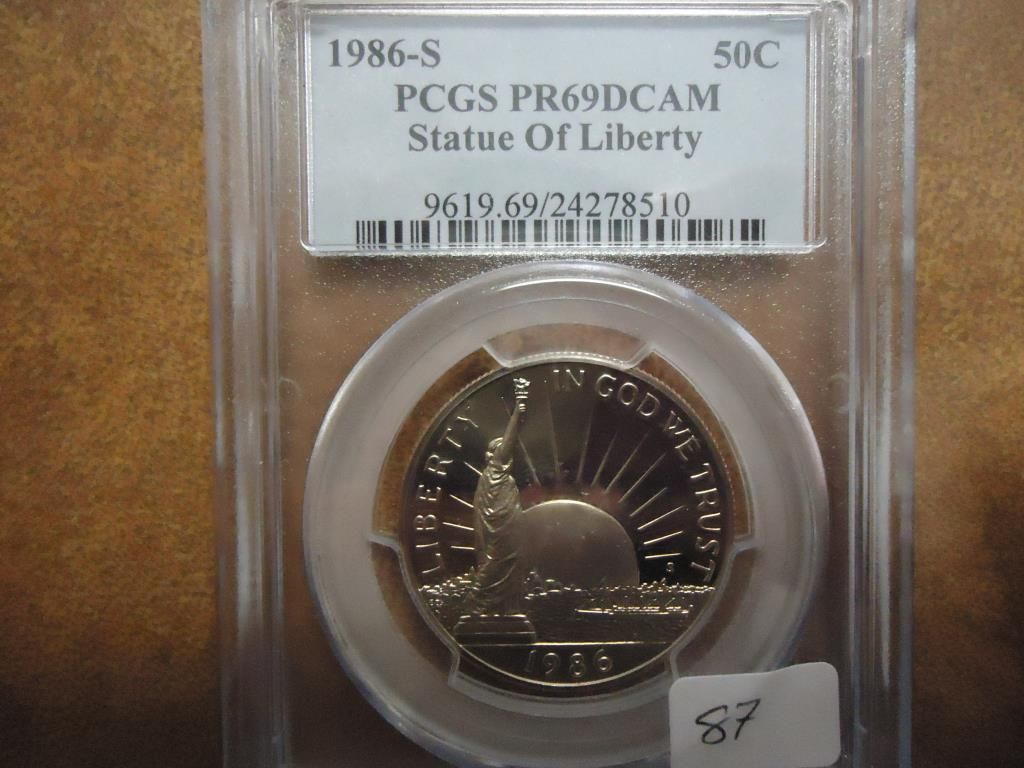 1986-S 50C
PCGS PR69DCAM
Statue Of Liberty
9619.69/24278510
LIBERTY
IN GOD WE TRUST
S
1986
87